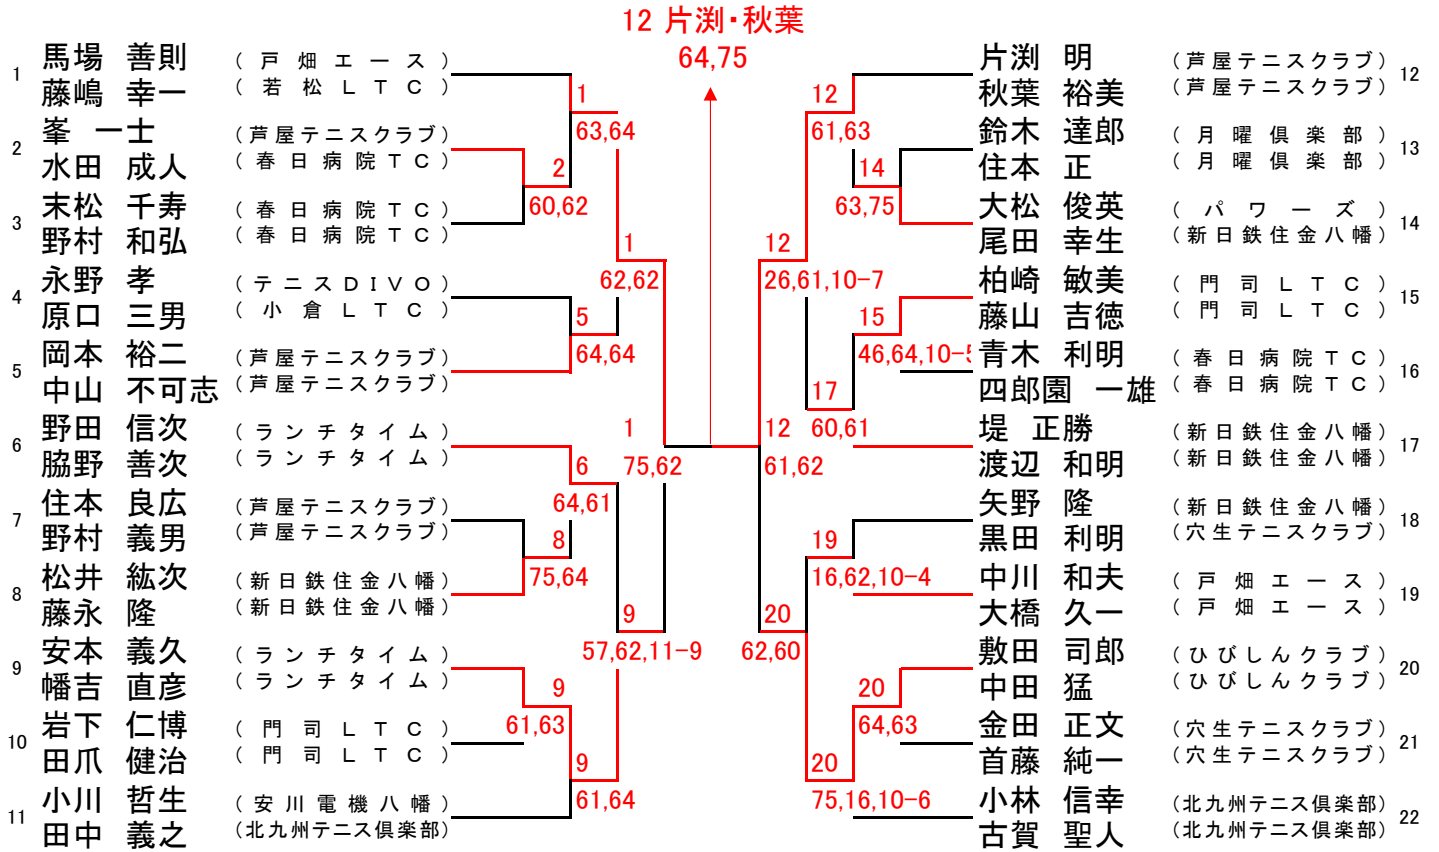 12 片渕・秋葉
64,75
1
馬場 善則
(戸畑エース)
藤嶋 幸一
(若松LTC)
2
峯 一士
(芦屋テニスクラブ)
水田 成人
(春日病院TC)
3
末松 千寿
(春日病院TC)
野村 和弘
(春日病院TC)
4
永野 孝
(テニスDIVO)
原口 三男
(小倉LTC)
5
岡本 裕二
(芦屋テニスクラブ)
中山 不可志
(芦屋テニスクラブ)
6
野田 信次
(ランチタイム)
脇野 善次
(ランチタイム)
7
住本 良広
(芦屋テニスクラブ)
野村 義男
(芦屋テニスクラブ)
8
松井 紘次
(新日鉄住金八幡)
藤永 隆
(新日鉄住金八幡)
9
安本 義久
(ランチタイム)
幡吉 直彦
(ランチタイム)
10
岩下 仁博
(門司LTC)
田爪 健治
(門司LTC)
11
小川 哲生
(安川電機八幡)
田中 義之
(北九州テニス倶楽部)
1
63,64
2
60,62
1
62,62
5
64,64
1
75,62
6
64,61
8
75,64
9
57,62,11-9
9
61,63
9
61,64
12
61,63
14
63,75
12
26,61,10-7
15
46,64,10-5
17
60,61
12
61,62
19
16,62,10-4
20
62,60
20
64,63
20
75,16,10-6
片渕 明
(芦屋テニスクラブ)
12
秋葉 裕美
(芦屋テニスクラブ)
鈴木 達郎
(月曜倶楽部)
13
住本 正
(月曜倶楽部)
大松 俊英
(パワーズ)
14
尾田 幸生
(新日鉄住金八幡)
柏崎 敏美
(門司LTC)
15
藤山 吉徳
(門司LTC)
青木 利明
(春日病院TC)
16
四郎園 一雄
(春日病院TC)
堤 正勝
(新日鉄住金八幡)
17
渡辺 和明
(新日鉄住金八幡)
矢野 隆
(新日鉄住金八幡)
18
黒田 利明
(穴生テニスクラブ)
中川 和夫
(戸畑エース)
19
大橋 久一
(戸畑エース)
敷田 司郎
(ひびしんクラブ)
20
中田 猛
(ひびしんクラブ)
金田 正文
(穴生テニスクラブ)
21
首藤 純一
(穴生テニスクラブ)
小林 信幸
(北九州テニス倶楽部)
22
古賀 聖人
(北九州テニス倶楽部)